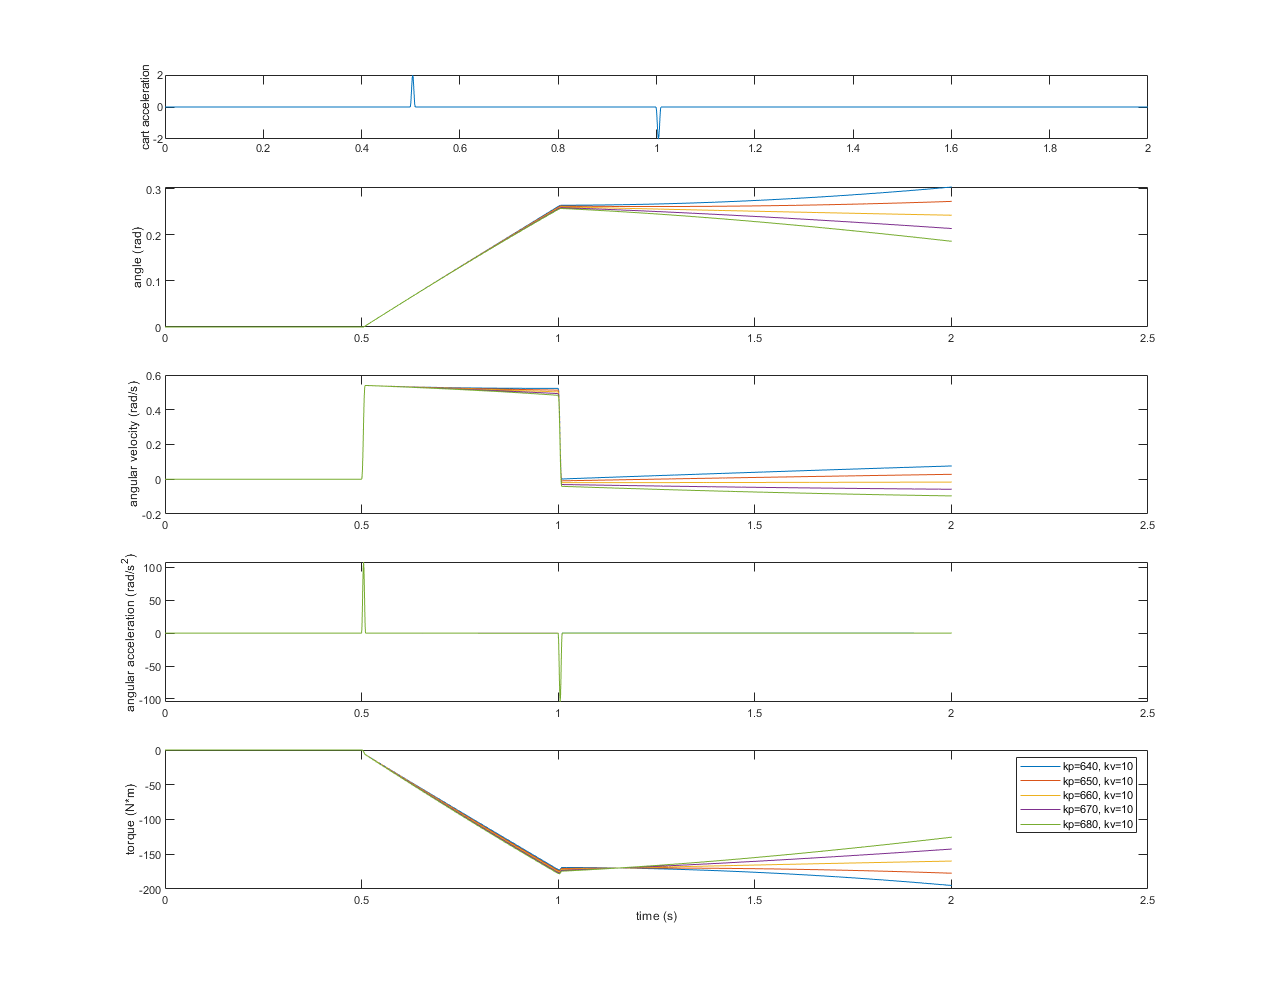 cart acceleration
2
0
-2
0 0.2 0.4 0.6 0.8 1 1.2 1.4 1.6 1.8 2
angle (rad)
0.3
0.2
0.1
0
0 0.5 1 1.5 2 2.5
angular velocity (rad/s)
0.6
0.4
0.2
0
-0.2
0 0.5 1 1.5 2 2.5
angular acceleration (rad/s²)
100
50
0
-50
-100
0 0.5 1 1.5 2 2.5
torque (N*m)
0
-50
-100
-150
-200
0 0.5 1 1.5 2 2.5
time (s)
kp=640, kv=10
kp=650, kv=10
kp=660, kv=10
kp=670, kv=10
kp=680, kv=10